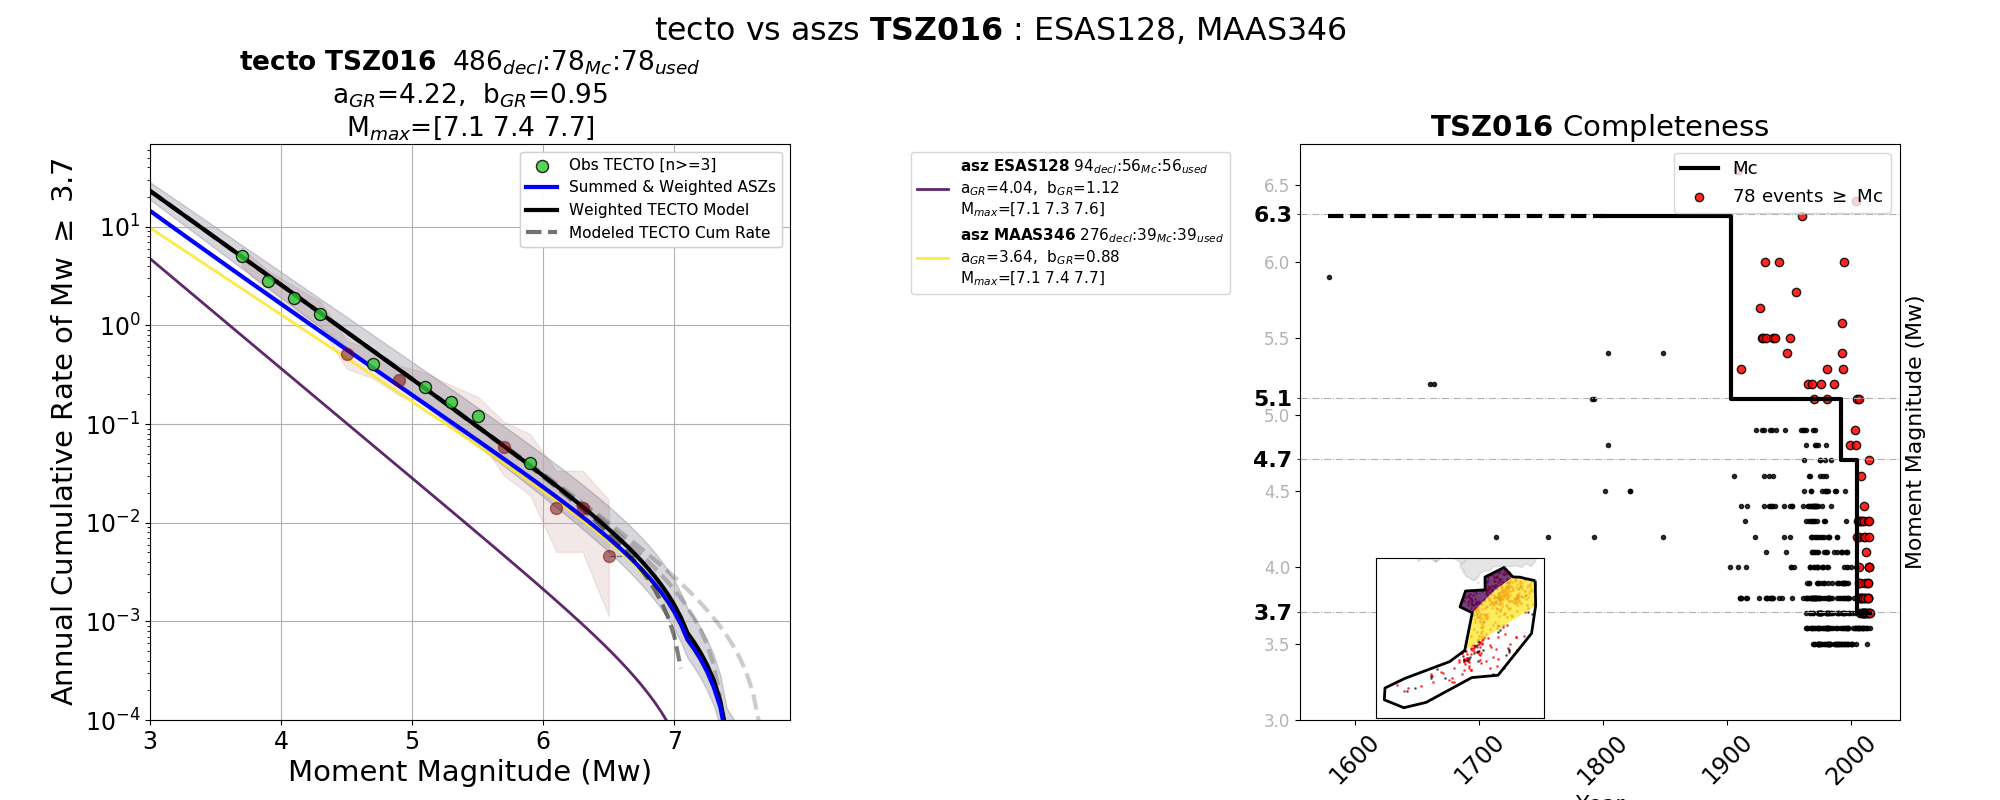 tecto vs aszs TSZ016 : ESAS128, MAAS346
tecto TSZ016 486decl:78Mc:78used
aGR=4.22, bGR=0.95
Mmax=[7.1 7.4 7.7]
Obs TECTO [n>=3]
Summed & Weighted ASZs
Weighted TECTO Model
Modeled TECTO Cum Rate
Annual Cumulative Rate of Mw ≥ 3.7
10^1
10^0
10^-1
10^-2
10^-3
10^-4
3 4 5 6 7
Moment Magnitude (Mw)
asz ESAS128 94decl:56Mc:56used
aGR=4.04, bGR=1.12
Mmax=[7.1 7.3 7.6]
asz MAAS346 276decl:39Mc:39used
aGR=3.64, bGR=0.88
Mmax=[7.1 7.4 7.7]
TSZ016 Completeness
Mc
78 events ≥ Mc
6.5
6.3
6.0
5.5
5.1
5.0
4.7
4.5
4.0
3.7
3.5
3.0
1600 1700 1800 1900 2000
Moment Magnitude (Mw)
Year